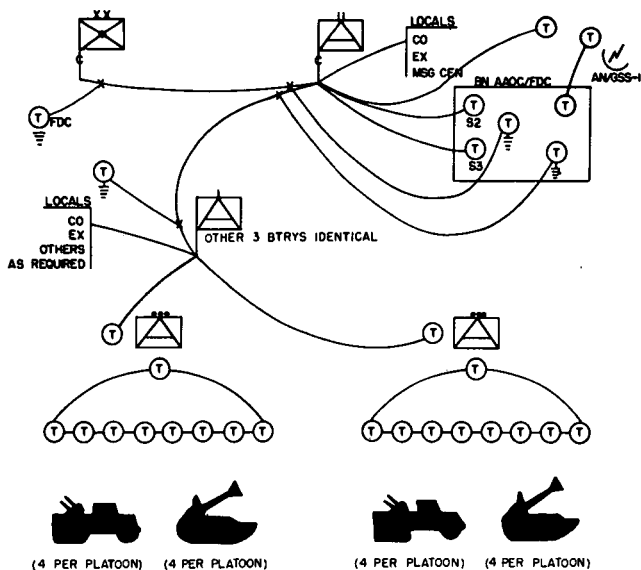 XX
II
LOCALS
CO
EX
MSG CEN
T
T
AN/GSS-1
C
C
BN AAOC/FDC
T
S2
T
T
T
FDC
T
S3
T
T
LOCALS
CO
EX
OTHERS
AS REQUIRED
I
OTHER 3 BTRYS IDENTICAL
T
T
T
T
T T T T T T T T
T T T T T T T T
(4 PER PLATOON) (4 PER PLATOON)
(4 PER PLATOON) (4 PER PLATOON)